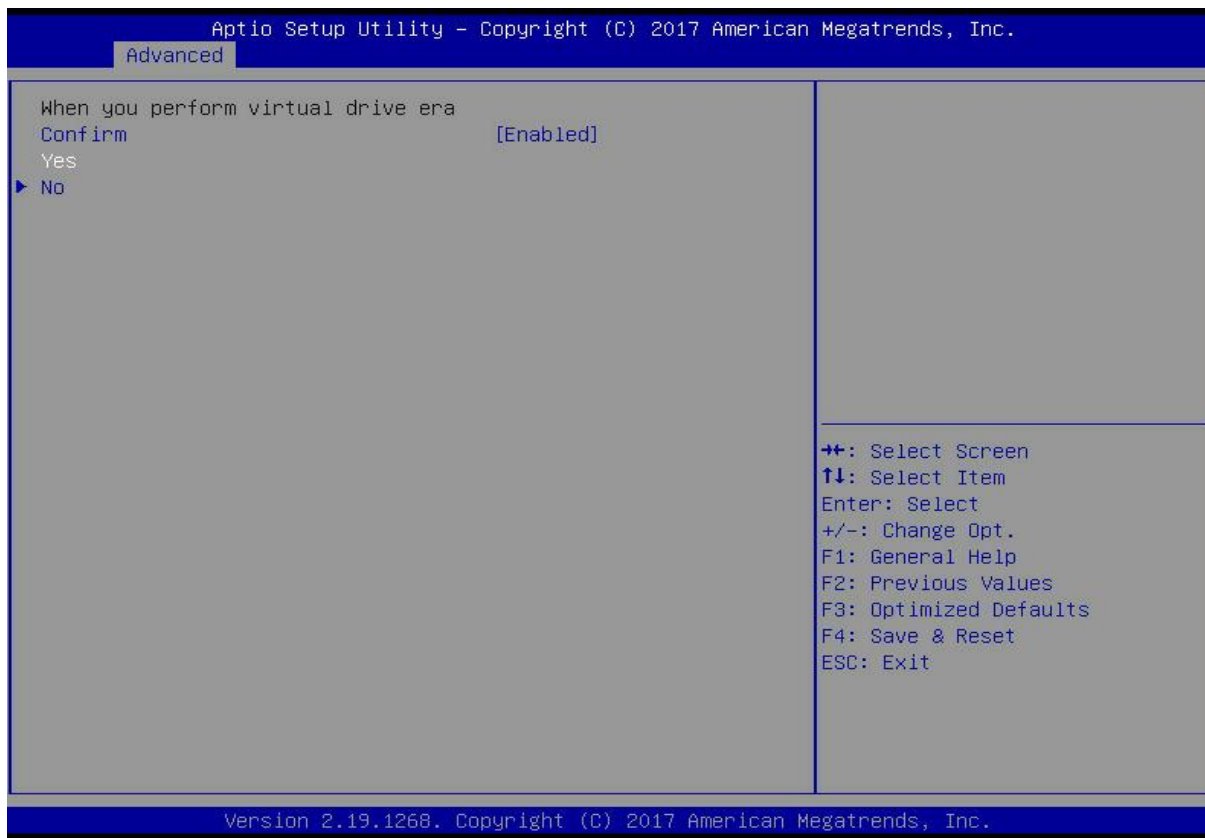 Aptio Setup Utility – Copyright (C) 2017 American Megatrends, Inc.
Advanced
When you perform virtual drive era
Confirm [Enabled]
Yes
▶ No
→←: Select Screen
↑↓: Select Item
Enter: Select
+/-: Change Opt.
F1: General Help
F2: Previous Values
F3: Optimized Defaults
F4: Save & Reset
ESC: Exit
Version 2.19.1268. Copyright (C) 2017 American Megatrends, Inc.